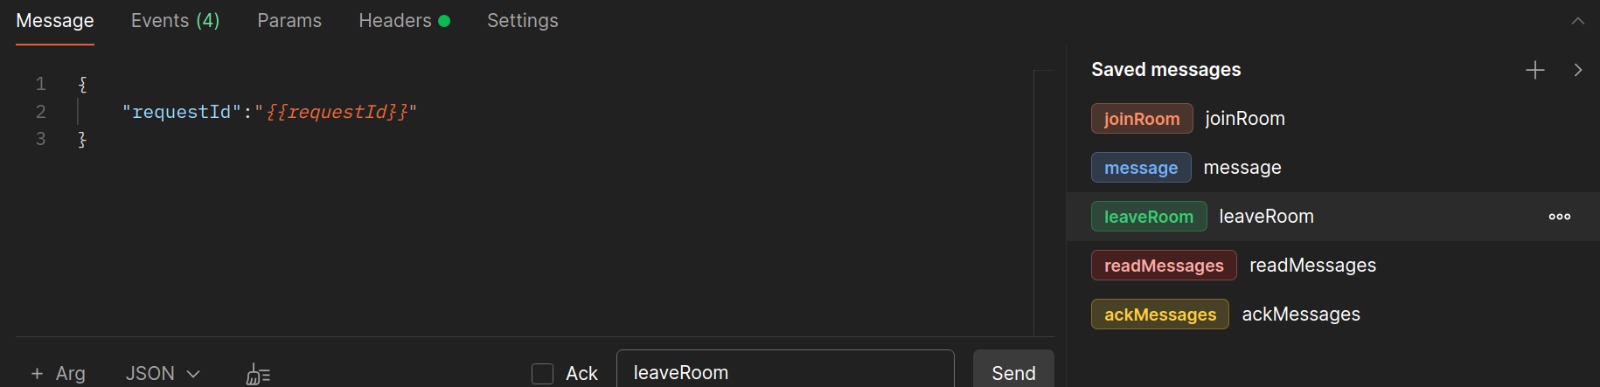 Message Events (4) Params Headers Settings
1 {
2 "requestId":"{{requestId}}"
3 }
+ Arg JSON Ack leaveRoom Send
Saved messages
joinRoom joinRoom
message message
leaveRoom leaveRoom
readMessages readMessages
ackMessages ackMessages